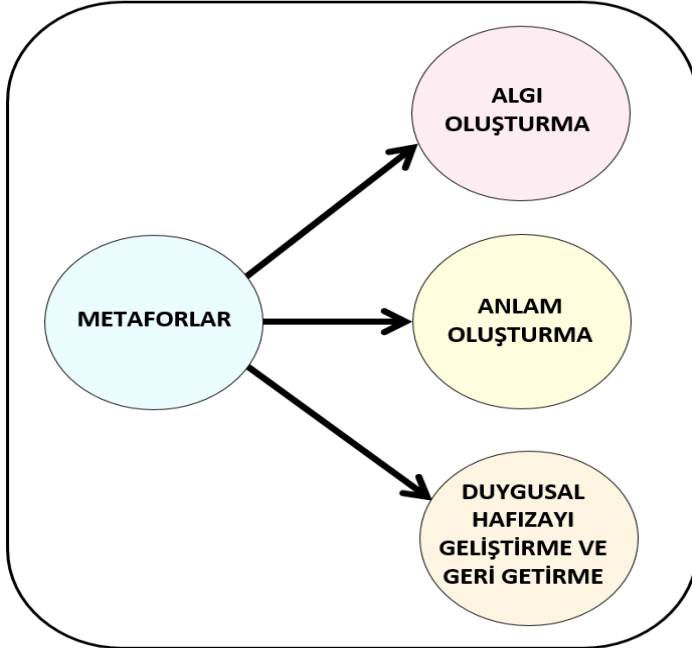 ALGI
OLUŞTURMA
METAFORLAR
ANLAM
OLUŞTURMA
DUYGUSAL
HAFIZAYI
GELİŞTİRME VE
GERİ GETİRME